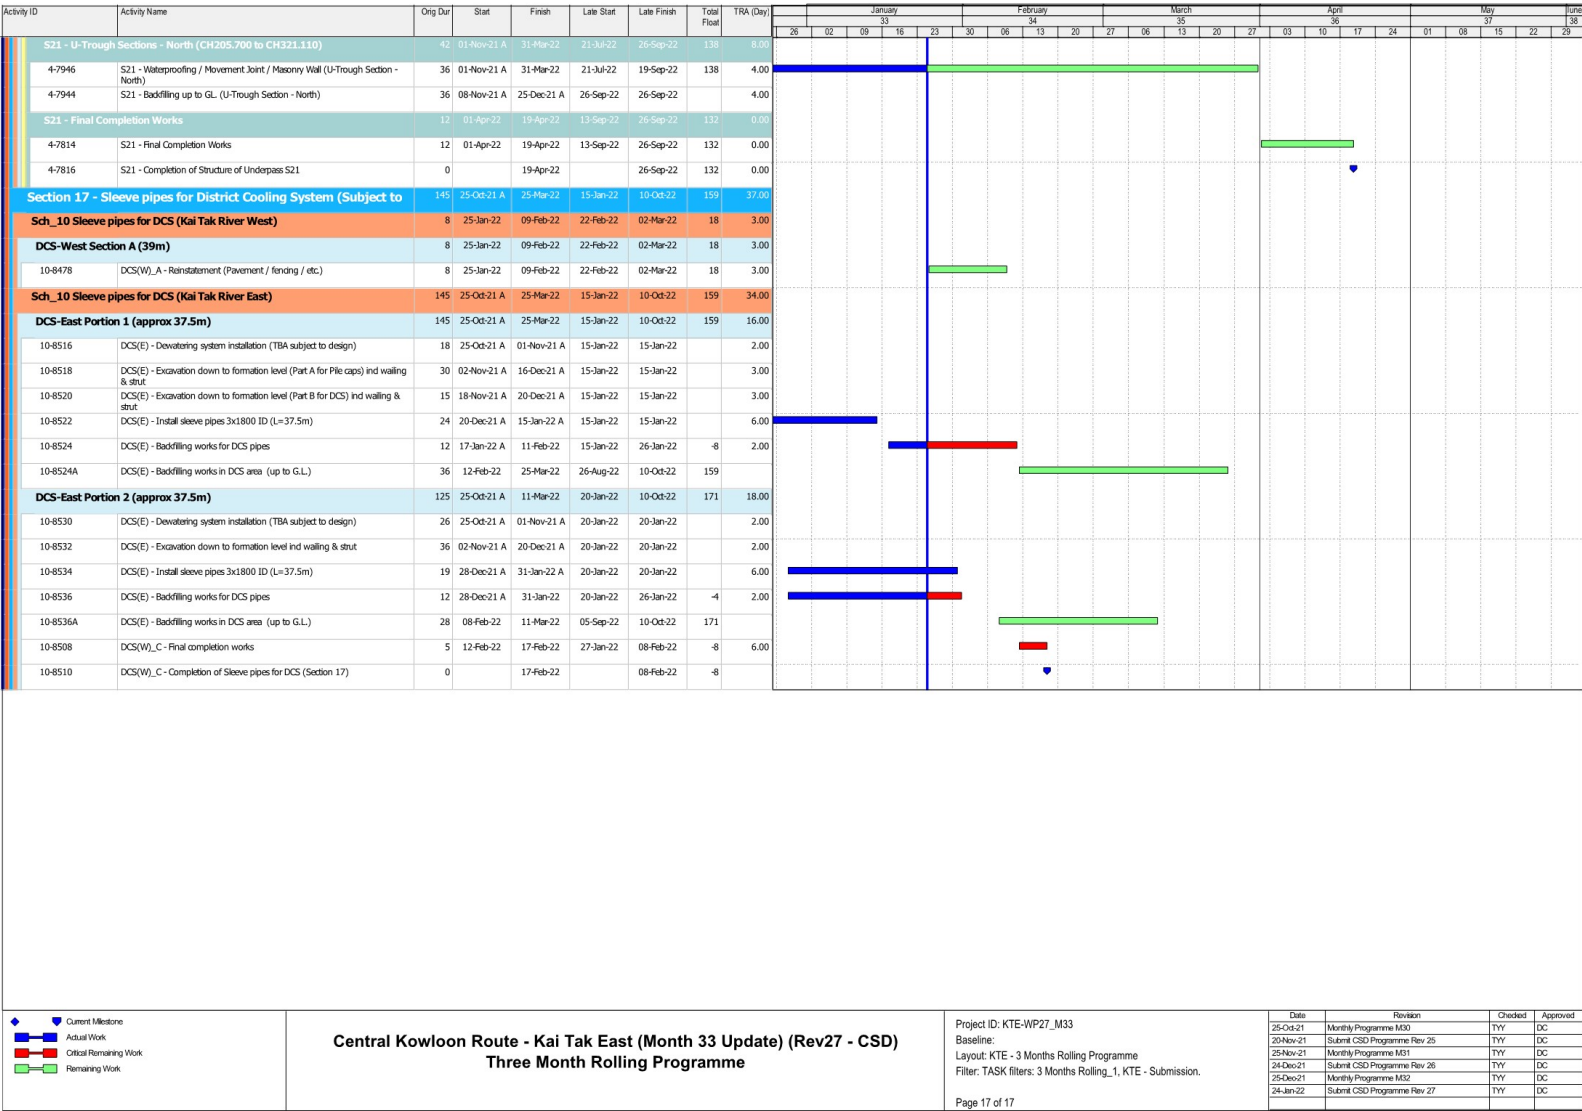 Activity ID Activity Name Orig Dur Start Finish Late Start Late Finish Total Float TRA (Day) January February March April May June
33 34 35 36 37 38
26 02 09 16 23 30 06 13 20 27 06 13 20 27 03 10 17 24 01 08 15 22 29
S21 - U-Trough Sections - North (CH205.700 to CH321.110) 42 01-Nov-21 A 31-Mar-22 21-Jul-22 26-Sep-22 138 8.00
4-7946 S21 - Waterproofing / Movement Joint / Masonry Wall (U-Trough Section - North) 36 01-Nov-21 A 31-Mar-22 21-Jul-22 19-Sep-22 138 4.00
4-7944 S21 - Backfilling up to GL. (U-Trough Section - North) 36 08-Nov-21 A 25-Dec-21 A 26-Sep-22 26-Sep-22 4.00
S21 - Final Completion Works 12 01-Apr-22 19-Apr-22 13-Sep-22 26-Sep-22 132 0.00
4-7814 S21 - Final Completion Works 12 01-Apr-22 19-Apr-22 13-Sep-22 26-Sep-22 132 0.00
4-7816 S21 - Completion of Structure of Underpass S21 0 19-Apr-22 26-Sep-22 132 0.00
Section 17 - Sleeve pipes for District Cooling System (Subject to 145 25-Oct-21 A 25-Mar-22 15-Jan-22 10-Oct-22 159 37.00
Sch_10 Sleeve pipes for DCS (Kai Tak River West) 8 25-Jan-22 09-Feb-22 22-Feb-22 02-Mar-22 18 3.00
DCS-West Section A (39m) 8 25-Jan-22 09-Feb-22 22-Feb-22 02-Mar-22 18 3.00
10-8478 DCS(W)_A - Reinstatement (Pavement / fencing / etc.) 8 25-Jan-22 09-Feb-22 22-Feb-22 02-Mar-22 18 3.00
Sch_10 Sleeve pipes for DCS (Kai Tak River East) 145 25-Oct-21 A 25-Mar-22 15-Jan-22 10-Oct-22 159 34.00
DCS-East Portion 1 (approx 37.5m) 145 25-Oct-21 A 25-Mar-22 15-Jan-22 10-Oct-22 159 16.00
10-8516 DCS(E) - Dewatering system installation (TBA subject to design) 18 25-Oct-21 A 01-Nov-21 A 15-Jan-22 15-Jan-22 2.00
10-8518 DCS(E) - Excavation down to formation level (Part A for Pile caps) ind wailing & strut 30 02-Nov-21 A 16-Dec-21 A 15-Jan-22 15-Jan-22 3.00
10-8520 DCS(E) - Excavation down to formation level (Part B for DCS) ind wailing & strut 15 18-Nov-21 A 20-Dec-21 A 15-Jan-22 15-Jan-22 3.00
10-8522 DCS(E) - Install sleeve pipes 3x1800 ID (L=37.5m) 24 20-Dec-21 A 15-Jan-22 A 15-Jan-22 15-Jan-22 6.00
10-8524 DCS(E) - Backfilling works for DCS pipes 12 17-Jan-22 A 11-Feb-22 15-Jan-22 26-Jan-22 -8 2.00
10-8524A DCS(E) - Backfilling works in DCS area (up to G.L.) 36 12-Feb-22 25-Mar-22 26-Aug-22 10-Oct-22 159
DCS-East Portion 2 (approx 37.5m) 125 25-Oct-21 A 11-Mar-22 20-Jan-22 10-Oct-22 171 18.00
10-8530 DCS(E) - Dewatering system installation (TBA subject to design) 26 25-Oct-21 A 01-Nov-21 A 20-Jan-22 20-Jan-22 2.00
10-8532 DCS(E) - Excavation down to formation level ind wailing & strut 36 02-Nov-21 A 20-Dec-21 A 20-Jan-22 20-Jan-22 2.00
10-8534 DCS(E) - Install sleeve pipes 3x1800 ID (L=37.5m) 19 28-Dec-21 A 31-Jan-22 A 20-Jan-22 20-Jan-22 6.00
10-8536 DCS(E) - Backfilling works for DCS pipes 12 28-Dec-21 A 31-Jan-22 20-Jan-22 26-Jan-22 -4 2.00
10-8536A DCS(E) - Backfilling works in DCS area (up to G.L.) 28 08-Feb-22 11-Mar-22 05-Sep-22 10-Oct-22 171
10-8508 DCS(W)_C - Final completion works 5 12-Feb-22 17-Feb-22 27-Jan-22 08-Feb-22 -8 6.00
10-8510 DCS(W)_C - Completion of Sleeve pipes for DCS (Section 17) 0 17-Feb-22 08-Feb-22 -8
Current Milestone
Actual Work
Critical Remaining Work
Remaining Work
Central Kowloon Route - Kai Tak East (Month 33 Update) (Rev27 - CSD)
Three Month Rolling Programme
Project ID: KTE-WP27_M33
Baseline:
Layout: KTE - 3 Months Rolling Programme
Filter: TASK filters: 3 Months Rolling_1, KTE - Submission.
Page 17 of 17
Date Revision Checked Approved
25-Oct-21 Monthly Programme M30 TYY DC
20-Nov-21 Submit CSD Programme Rev 25 TYY DC
25-Nov-21 Monthly Programme M31 TYY DC
24-Dec-21 Submit CSD Programme Rev 26 TYY DC
25-Dec-21 Monthly Programme M32 TYY DC
24-Jan-22 Submit CSD Programme Rev 27 TYY DC